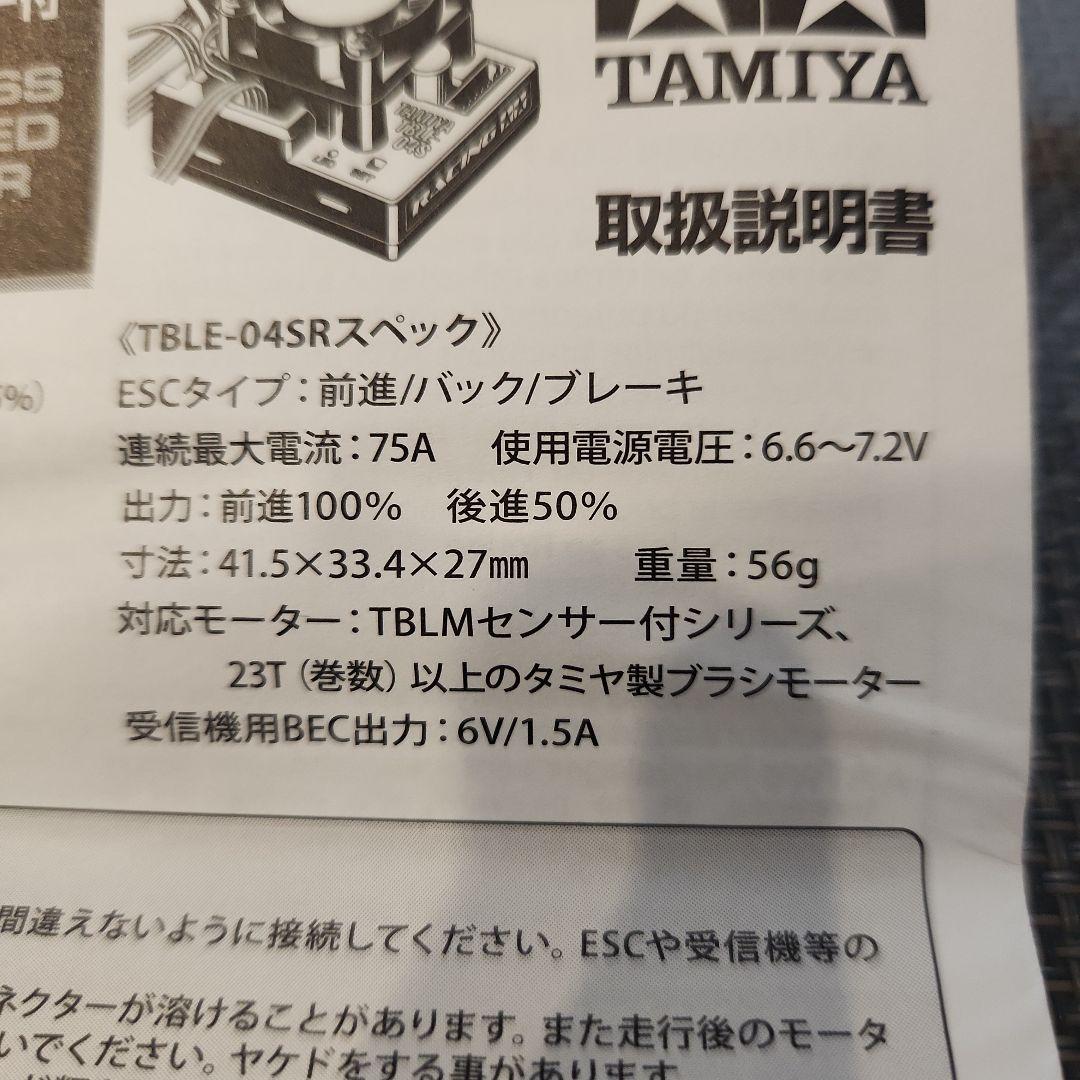 付
SS
ED
R
TAMIYA
TBLE-
04S
RACING
TAMIYA
取扱説明書
《TBLE-04SRスペック》
%）
ESCタイプ：前進/バック/ブレーキ
連続最大電流：75A 使用電源電圧：6.6～7.2V
出力：前進100% 後進50%
寸法：41.5×33.4×27㎜ 重量：56g
対応モーター：TBLMセンサー付シリーズ、
23T（巻数）以上のタミヤ製ブラシモーター
受信機用BEC出力：6V/1.5A
間違えないように接続してください。ESCや受信機等の
ネクターが溶けることがあります。また走行後のモータ
いでください。ヤケドをする事があります。